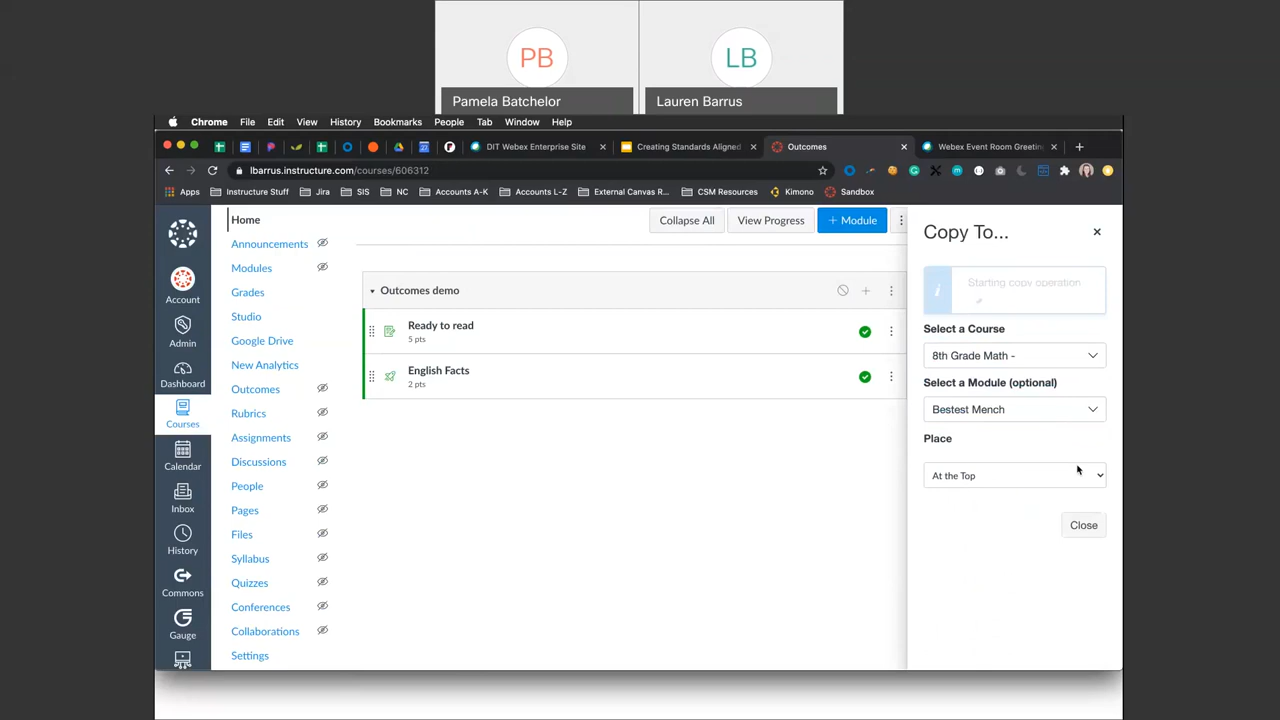 PB
LB
Pamela Batchelor
Lauren Barrus
Chrome File Edit View History Bookmarks People Tab Window Help
DIT Webex Enterprise Site
Creating Standards Aligned
Outcomes
Webex Event Room Greeting
lbarrus.instructure.com/courses/606312
Apps Instructure Stuff Jira SIS NC Accounts A-K Accounts L-Z External Canvas R... CSM Resources Kimono Sandbox
Account
Admin
Dashboard
Courses
Calendar
Inbox
History
Commons
Gauge
Home
Announcements
Modules
Grades
Studio
Google Drive
New Analytics
Outcomes
Rubrics
Assignments
Discussions
People
Pages
Files
Syllabus
Quizzes
Conferences
Collaborations
Settings
Collapse All
View Progress
+ Module
Outcomes demo
Ready to read
5 pts
English Facts
2 pts
Copy To...
Starting copy operation
Select a Course
8th Grade Math -
Select a Module (optional)
Bestest Mench
Place
At the Top
Close